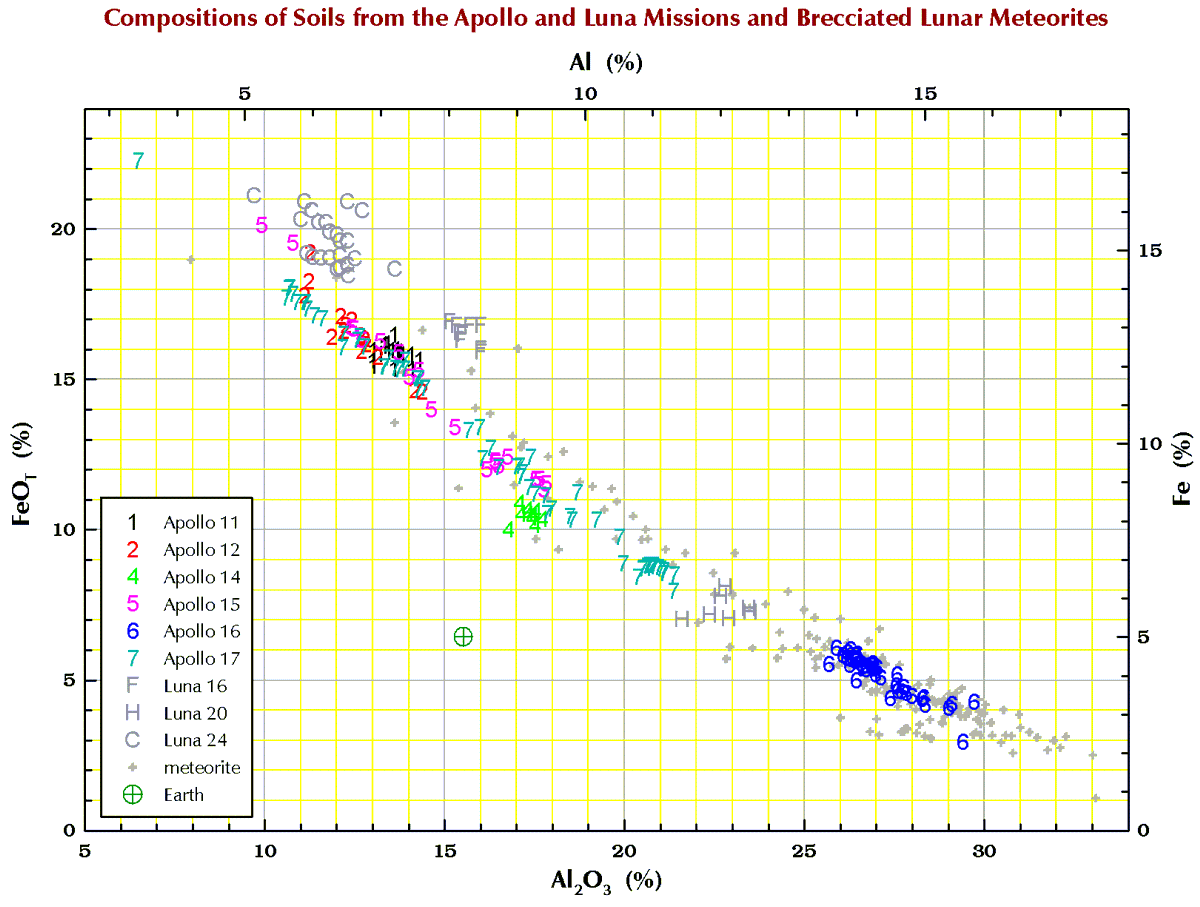 Compositions of Soils from the Apollo and Luna Missions and Brecciated Lunar Meteorites
Al (%)
5 10 15
20
15
10
5
0
FeOT (%)
15
10
5
0
Fe (%)
1 Apollo 11
2 Apollo 12
4 Apollo 14
5 Apollo 15
6 Apollo 16
7 Apollo 17
F Luna 16
H Luna 20
C Luna 24
meteorite
Earth
5 10 15 20 25 30
Al2O3 (%)